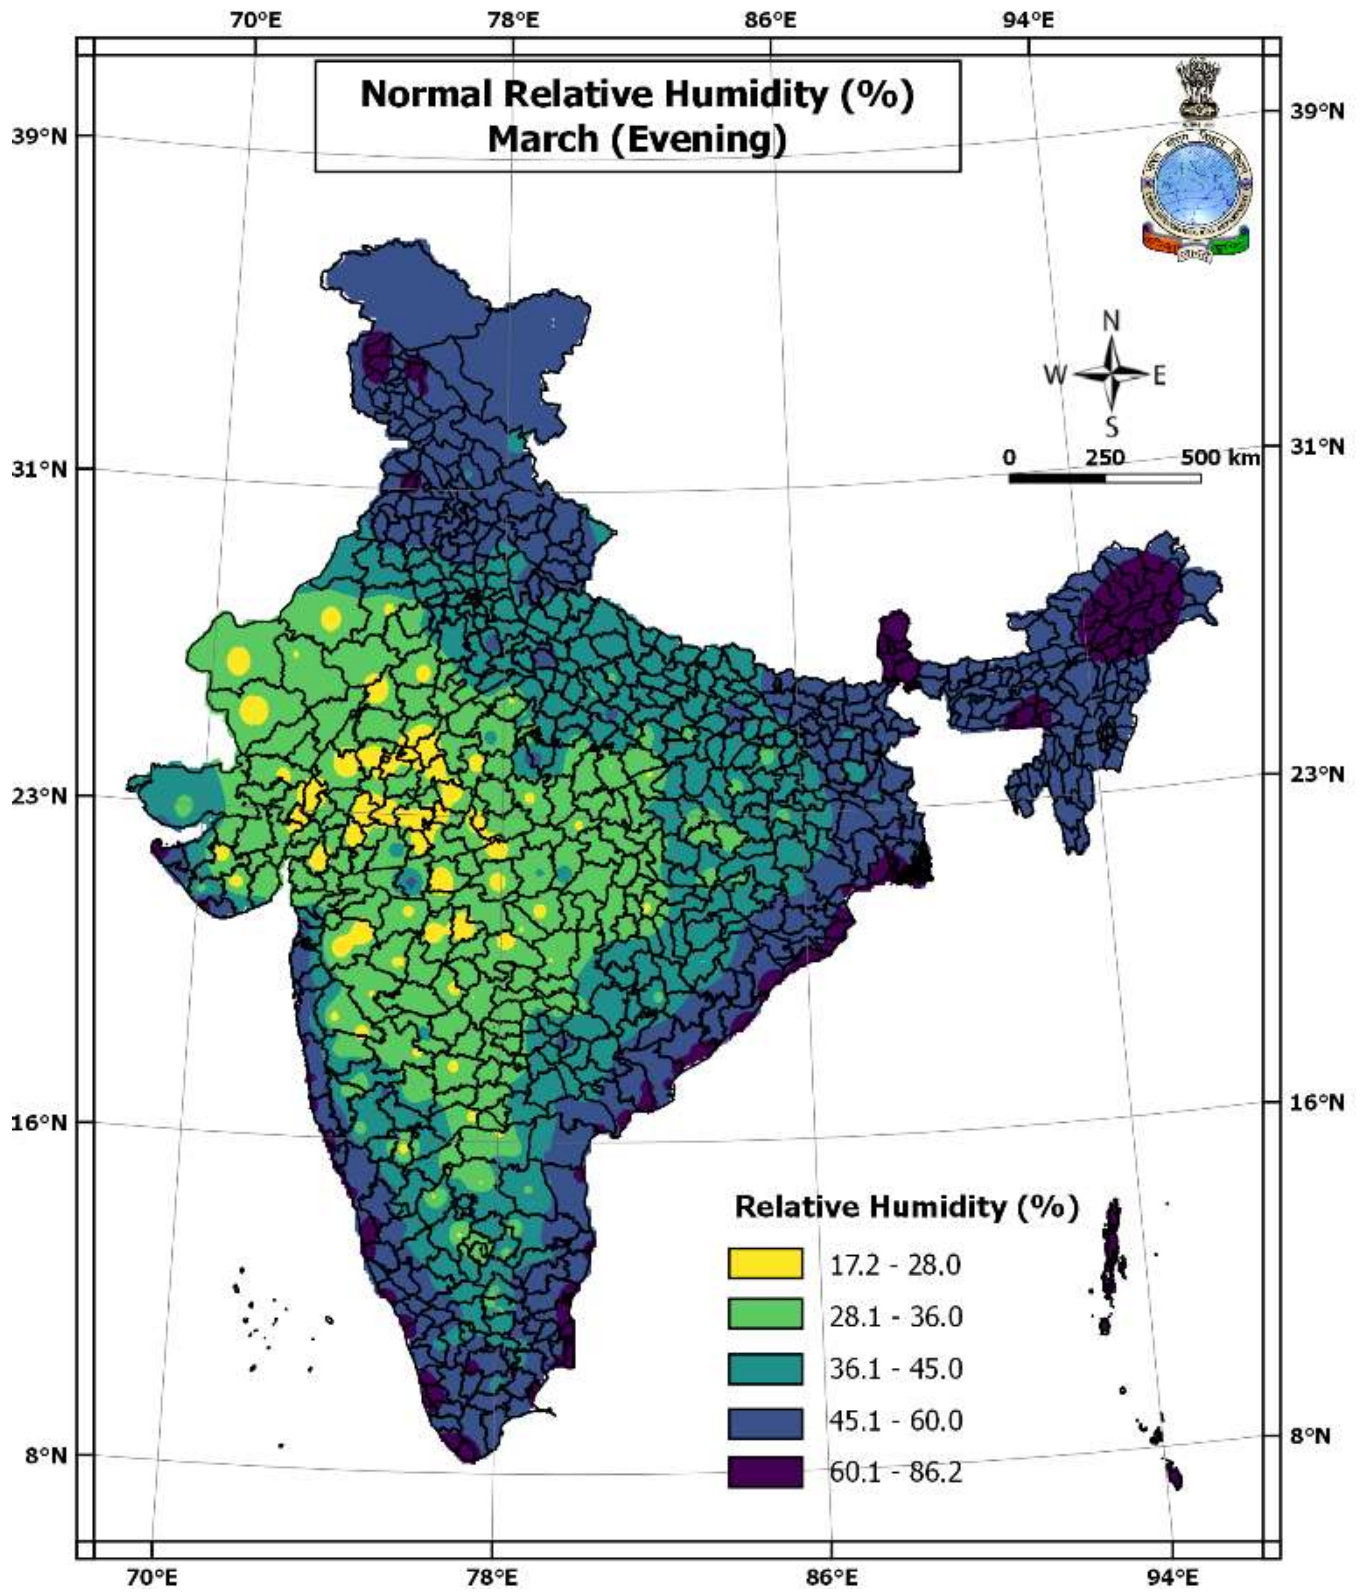 70°E 78°E 86°E 94°E
Normal Relative Humidity (%)
March (Evening)
39°N 39°N
N
W E
S
0 250 500 km
31°N 31°N
23°N 23°N
16°N 16°N
Relative Humidity (%)
17.2 - 28.0
28.1 - 36.0
36.1 - 45.0
45.1 - 60.0
60.1 - 86.2
8°N 8°N
70°E 78°E 86°E 94°E